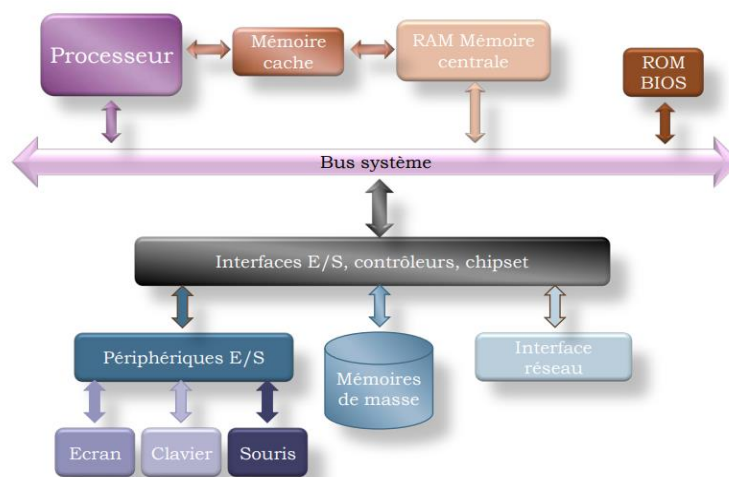 Processeur
Mémoire
cache
RAM Mémoire
centrale
ROM
BIOS
Bus système
Interfaces E/S, contrôleurs, chipset
Périphériques E/S
Mémoires
de masse
Interface
réseau
Ecran
Clavier
Souris